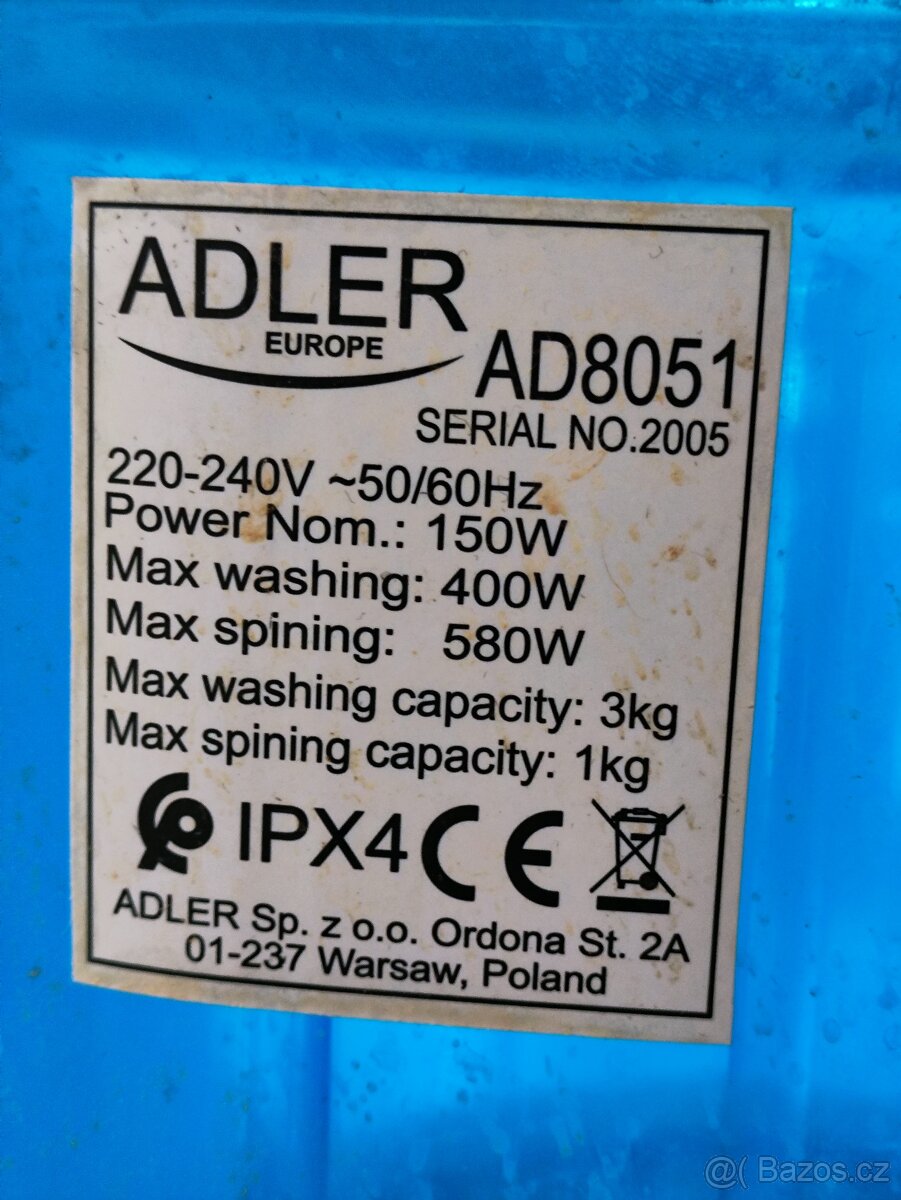 ADLER
EUROPE
AD8051
SERIAL NO.2005
220-240V ~50/60Hz
Power Nom.: 150W
Max washing: 400W
Max spining: 580W
Max washing capacity: 3kg
Max spining capacity: 1kg
IPX4 CE
ADLER Sp. z o.o. Ordona St. 2A
01-237 Warsaw, Poland
@( Bazos.cz